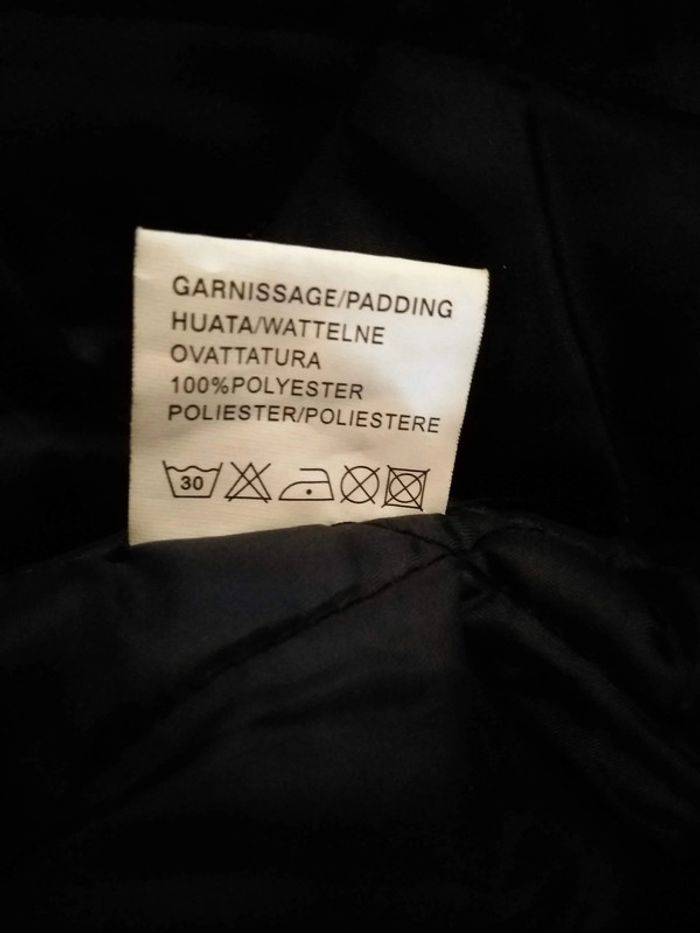 GARNISSAGE/PADDING
HUATA/WATTELNE
OVATTATURA
100%POLYESTER
POLIESTER/POLIESTERE
30